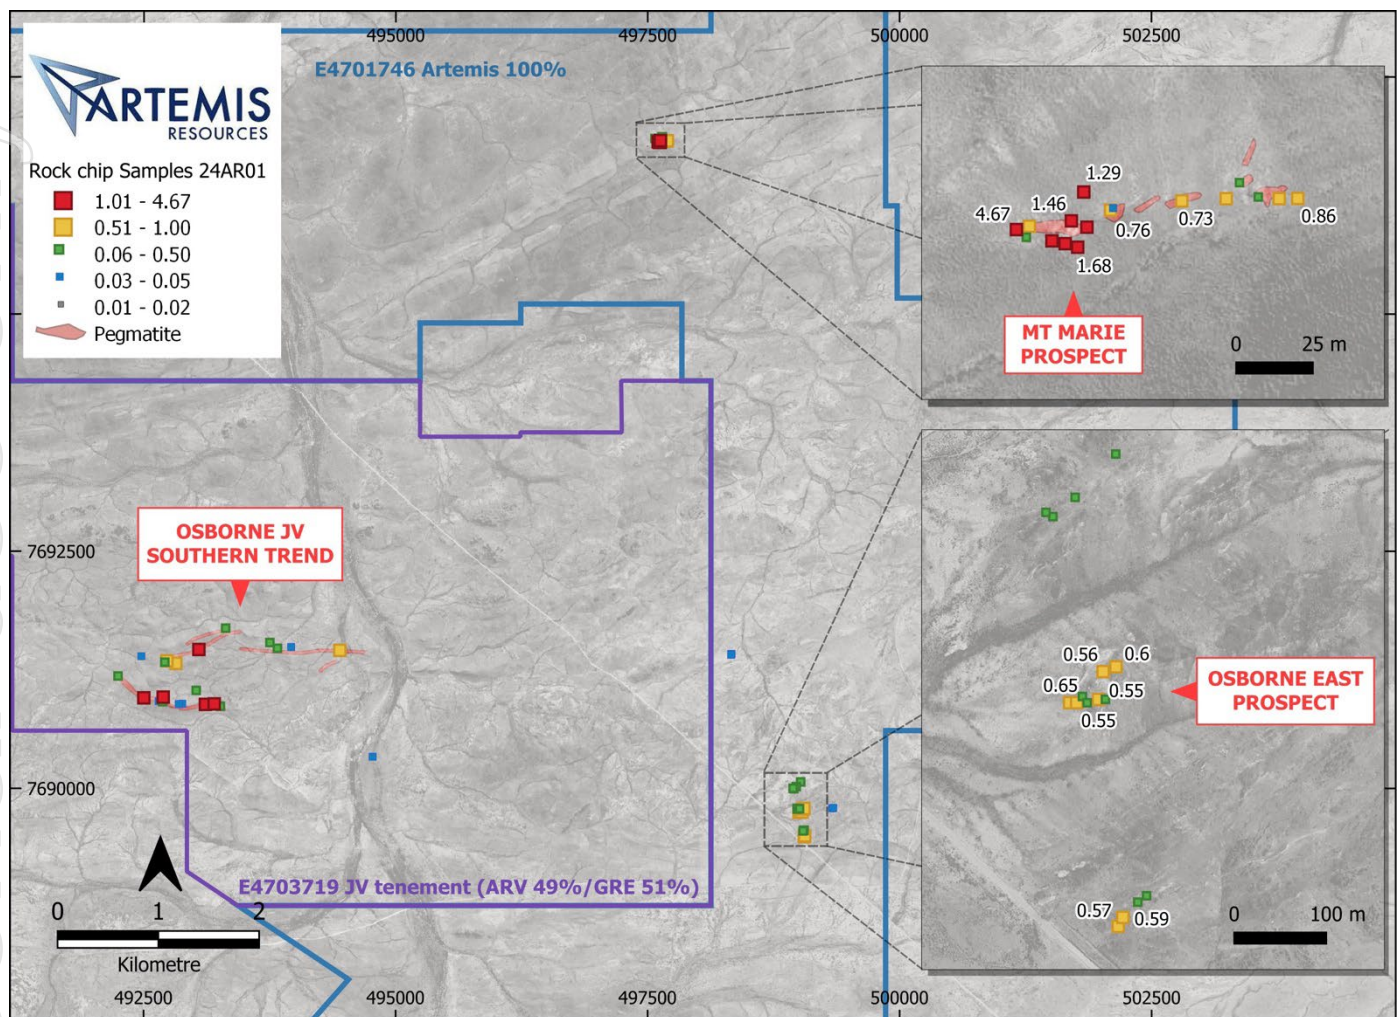 495000
497500
500000
502500
E4701746 Artemis 100%
ARTEMIS
RESOURCES
Rock chip Samples 24AR01
1.01 - 4.67
0.51 - 1.00
0.06 - 0.50
0.03 - 0.05
0.01 - 0.02
Pegmatite
1.29
1.46
4.67
0.76
0.73
0.86
1.68
MT MARIE
PROSPECT
0 25 m
OSBORNE JV
SOUTHERN TREND
7692500
7690000
0.56 0.6
0.65 0.55
0.55
OSBORNE EAST
PROSPECT
0.57 0.59
0 100 m
E4703719 JV tenement (ARV 49%/GRE 51%)
0 1 2
Kilometre
492500
495000
497500
500000
502500